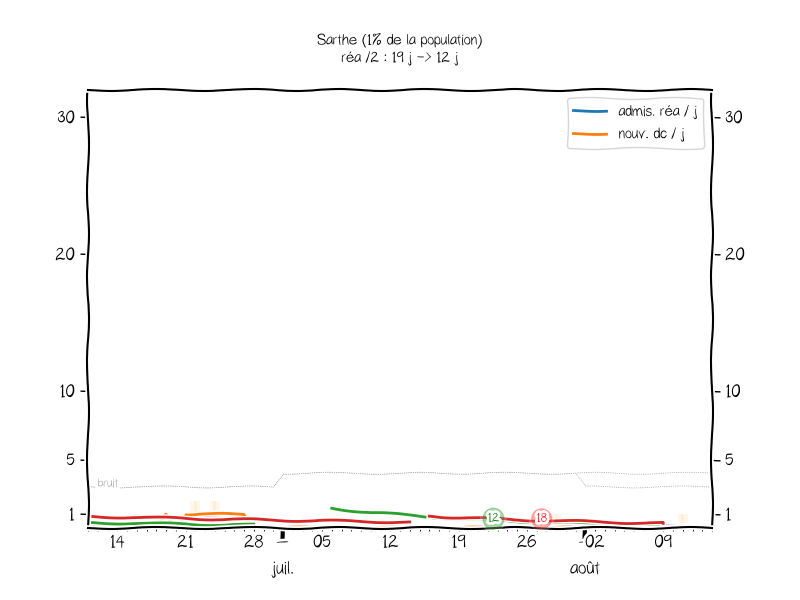 Sarthe (1% de la population)
réa /2 : 19 j -> 12 j
admis. réa / j
nouv. dc / j
30
30
20
20
10
10
5
5
bruit
1
1
12
18
14 21 28 05 12 19 26 02 09
juil. août